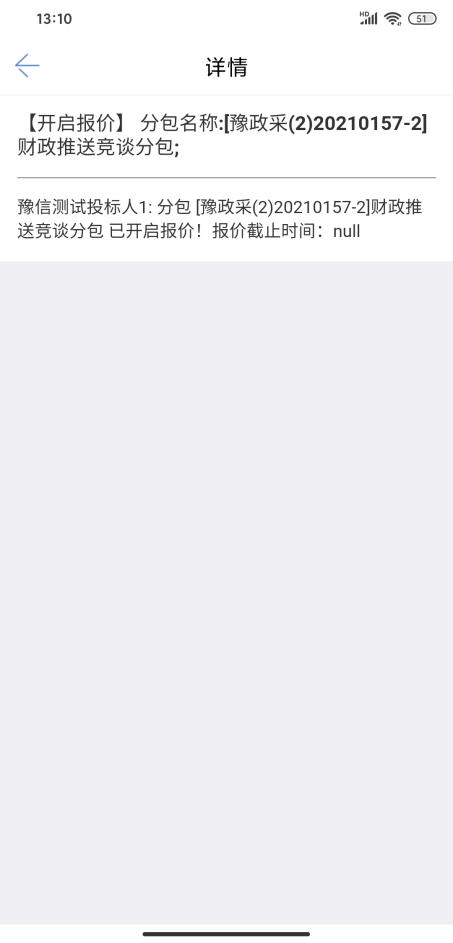 13:10
HD
51
详情
【开启报价】 分包名称:[豫政采(2)20210157-2]
财政推送竞谈分包;
豫信测试投标人1: 分包 [豫政采(2)20210157-2]财政推
送竞谈分包 已开启报价！报价截止时间：null